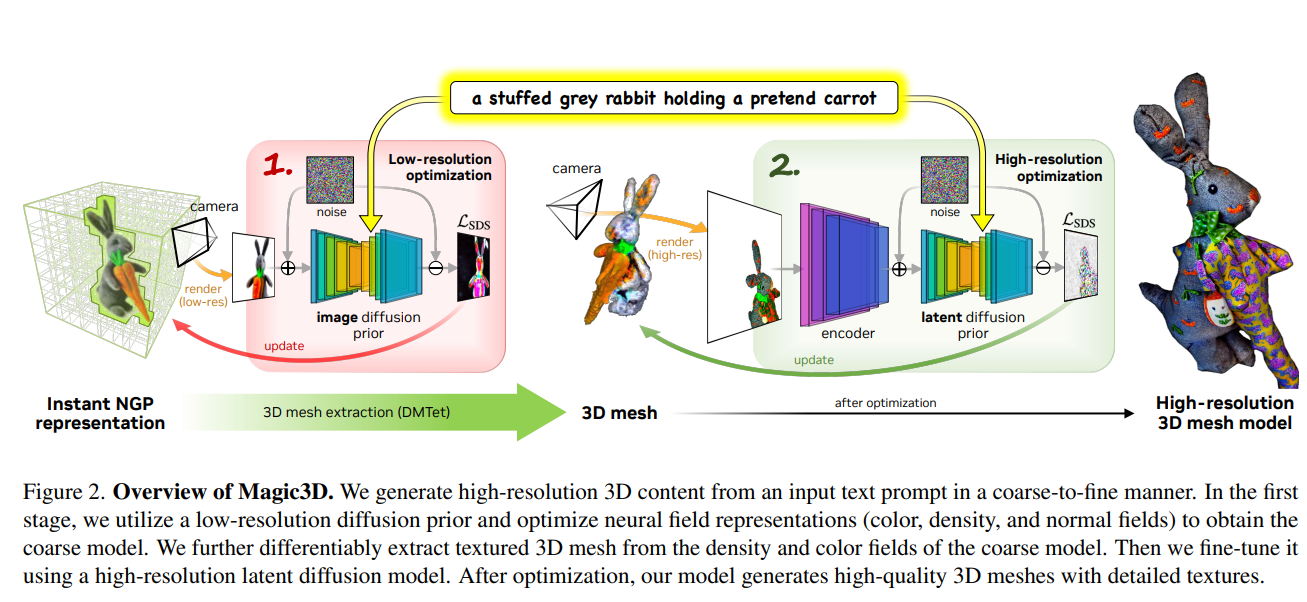 a stuffed grey rabbit holding a pretend carrot
1.
Low-resolution
optimization
noise
camera
render
(low-res)
ℒSDS
image diffusion
prior
update
camera
render
(high-res)
2.
High-resolution
optimization
noise
ℒSDS
encoder
latent diffusion
prior
update
Instant NGP
representation
3D mesh extraction (DMTet)
3D mesh
after optimization
High-resolution
3D mesh model
Figure 2. Overview of Magic3D. We generate high-resolution 3D content from an input text prompt in a coarse-to-fine manner. In the first
stage, we utilize a low-resolution diffusion prior and optimize neural field representations (color, density, and normal fields) to obtain the
coarse model. We further differentiably extract textured 3D mesh from the density and color fields of the coarse model. Then we fine-tune it
using a high-resolution latent diffusion model. After optimization, our model generates high-quality 3D meshes with detailed textures.